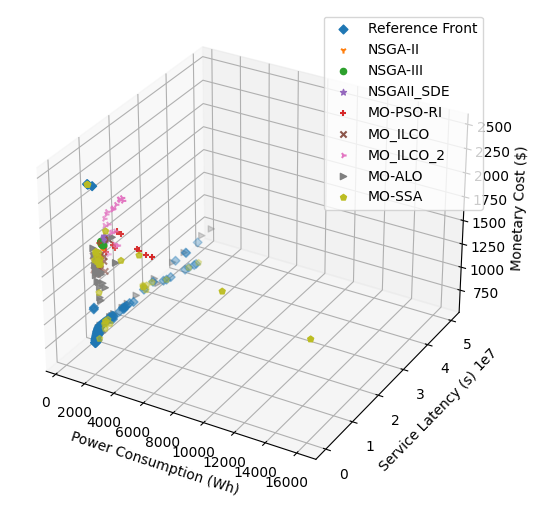 Reference Front
NSGA-II
NSGA-III
NSGAII_SDE
MO-PSO-RI
MO_ILCO
MO_ILCO_2
MO-ALO
MO-SSA
2500
2250
2000
1750
1500
1250
1000
750
Monetary Cost ($)
5
4
3
2
1
0
Service Latency (s) 1e7
0
2000
4000
6000
8000
10000
12000
14000
16000
Power Consumption (Wh)